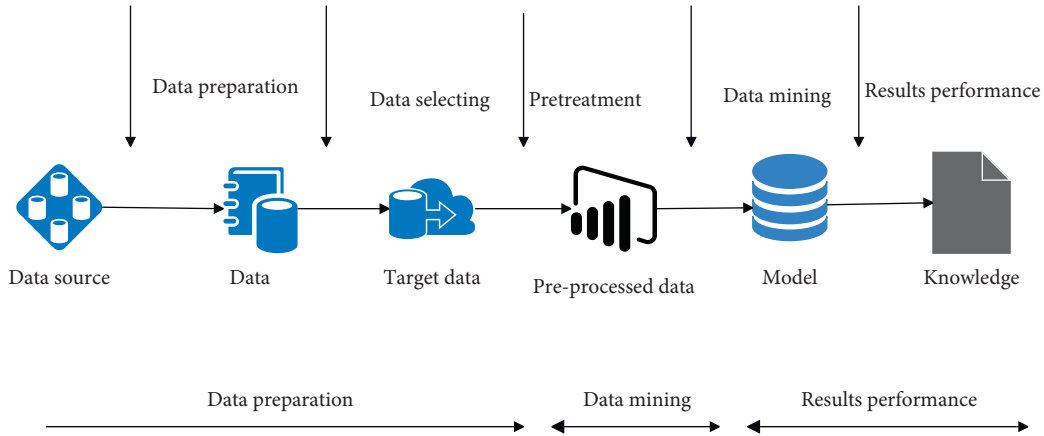 Data preparation
Data selecting
Pretreatment
Data mining
Results performance
Data source
Data
Target data
Pre-processed data
Model
Knowledge
Data preparation
Data mining
Results performance